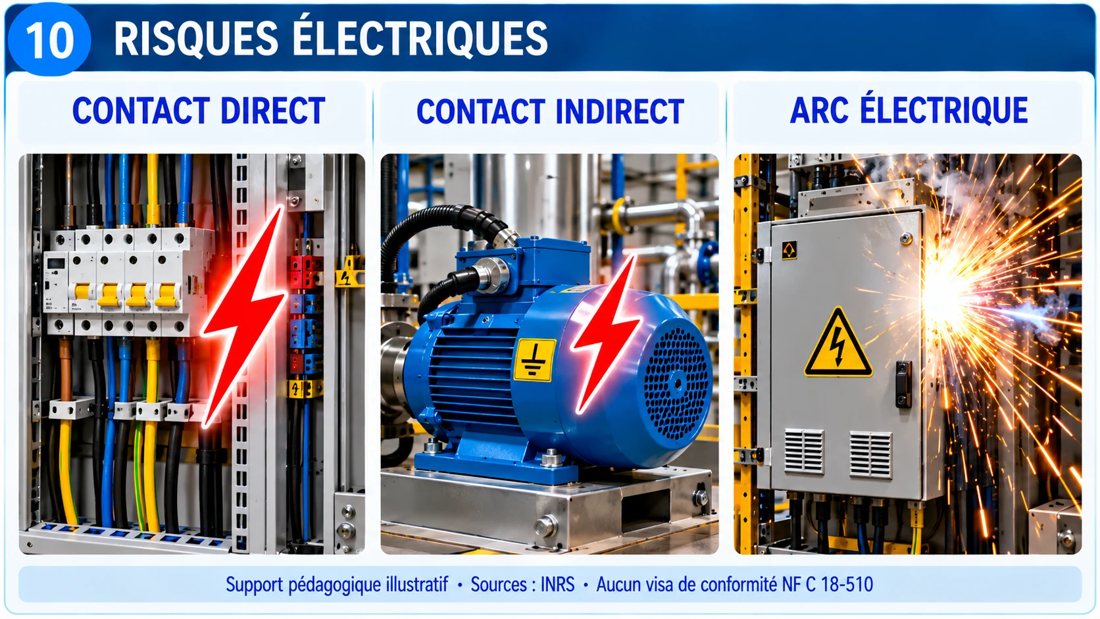 10 RISQUES ÉLECTRIQUES
CONTACT DIRECT
CONTACT INDIRECT
ARC ÉLECTRIQUE
Support pédagogique illustratif • Sources : INRS • Aucun visa de conformité NF C 18-510